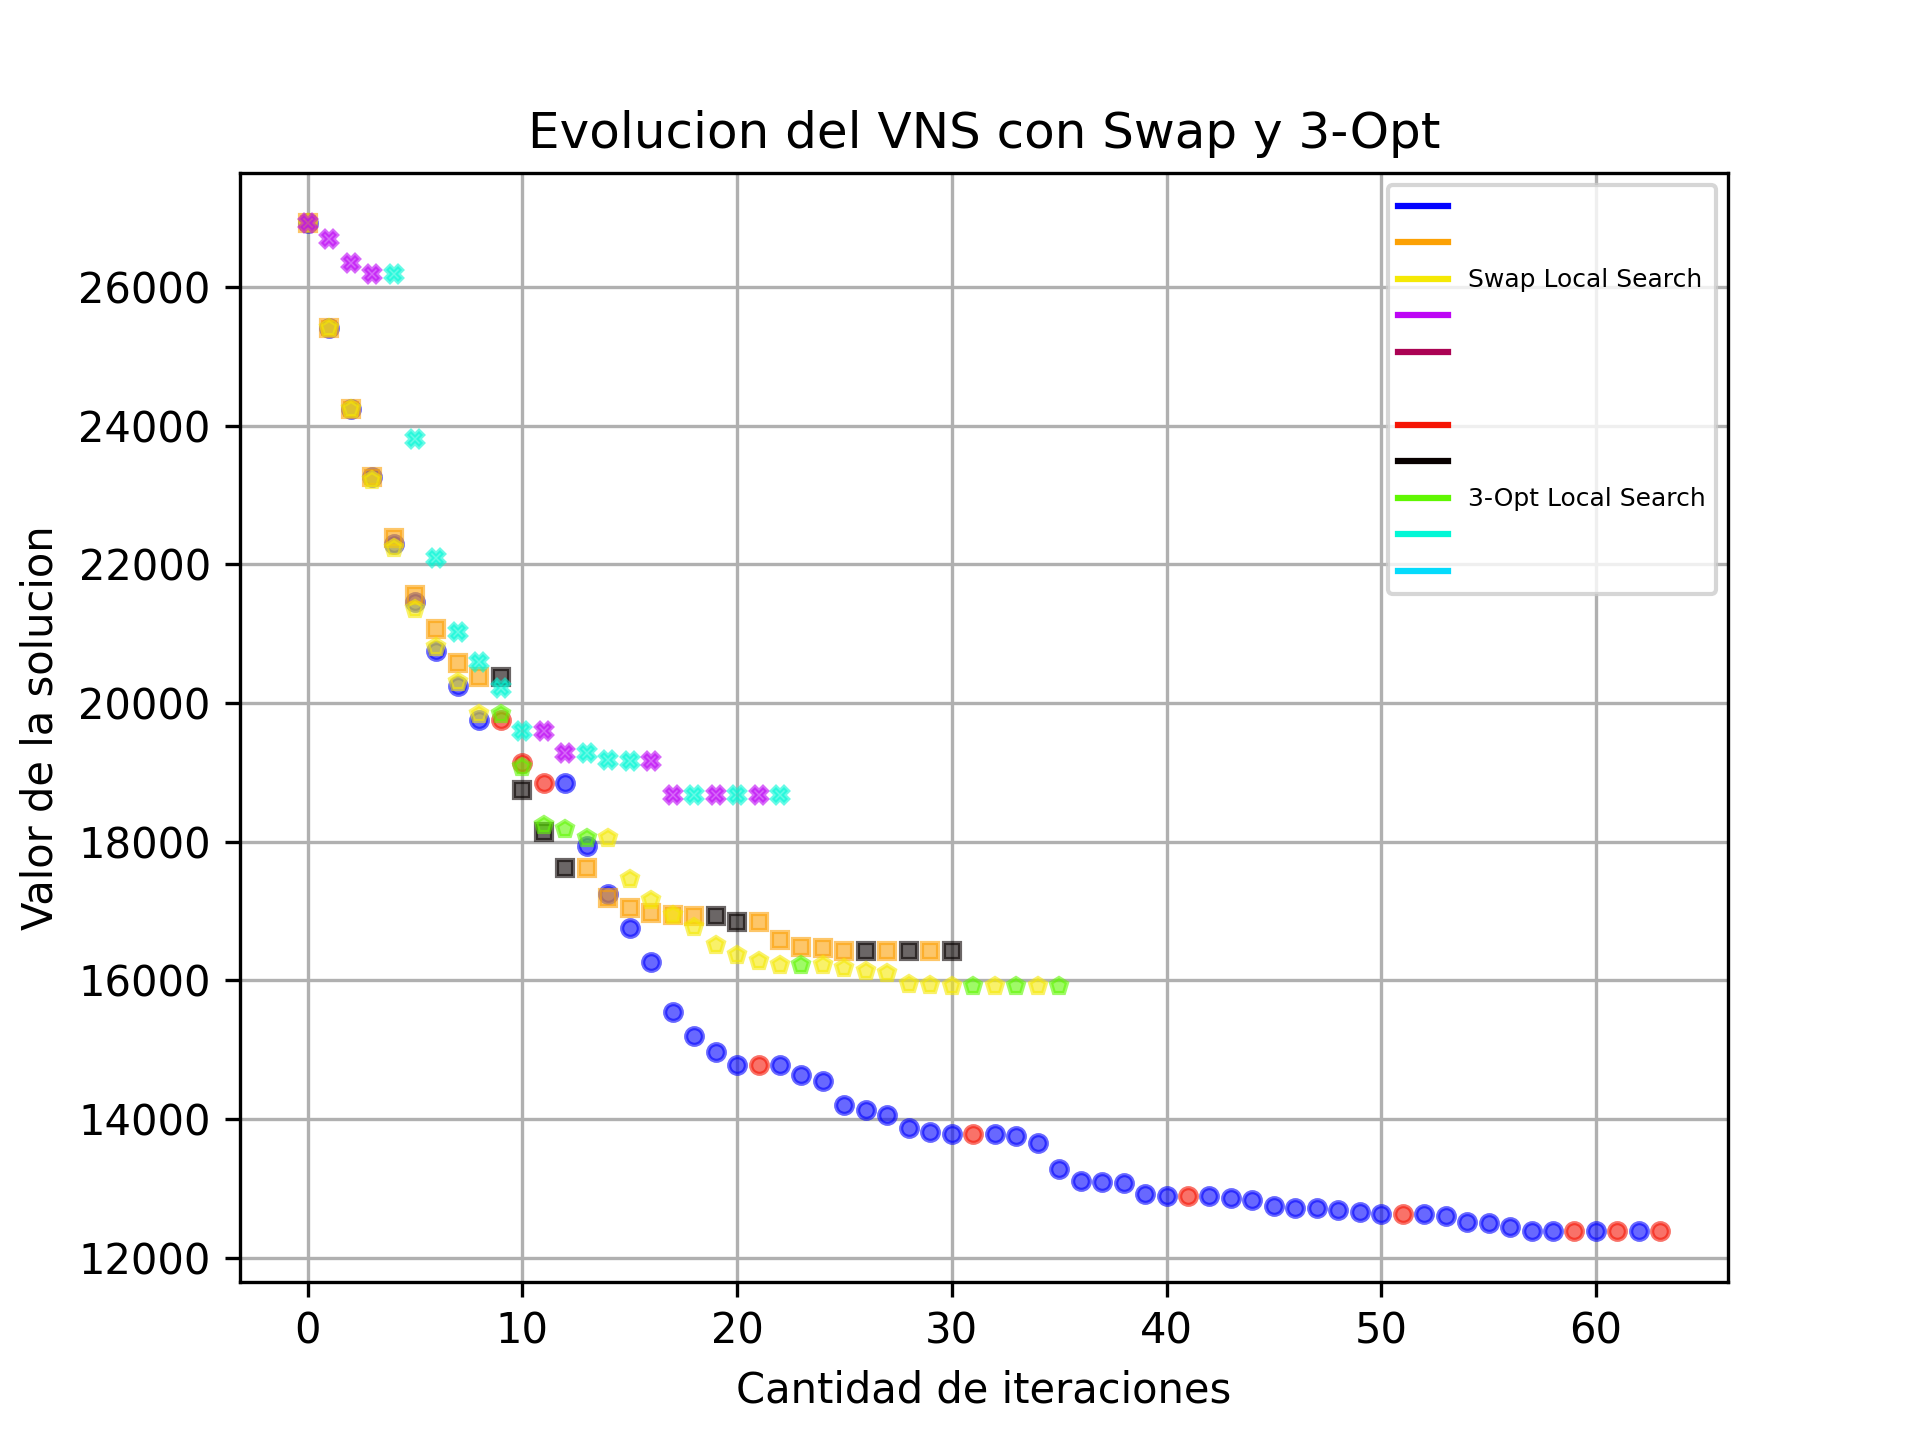 Evolucion del VNS con Swap y 3-Opt
Swap Local Search
3-Opt Local Search
Valor de la solucion
26000
24000
22000
20000
18000
16000
14000
12000
0 10 20 30 40 50 60
Cantidad de iteraciones